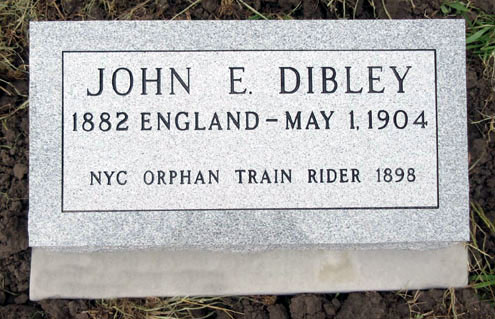 JOHN E. DIBLEY
1882 ENGLAND – MAY 1, 1904
NYC ORPHAN TRAIN RIDER 1898